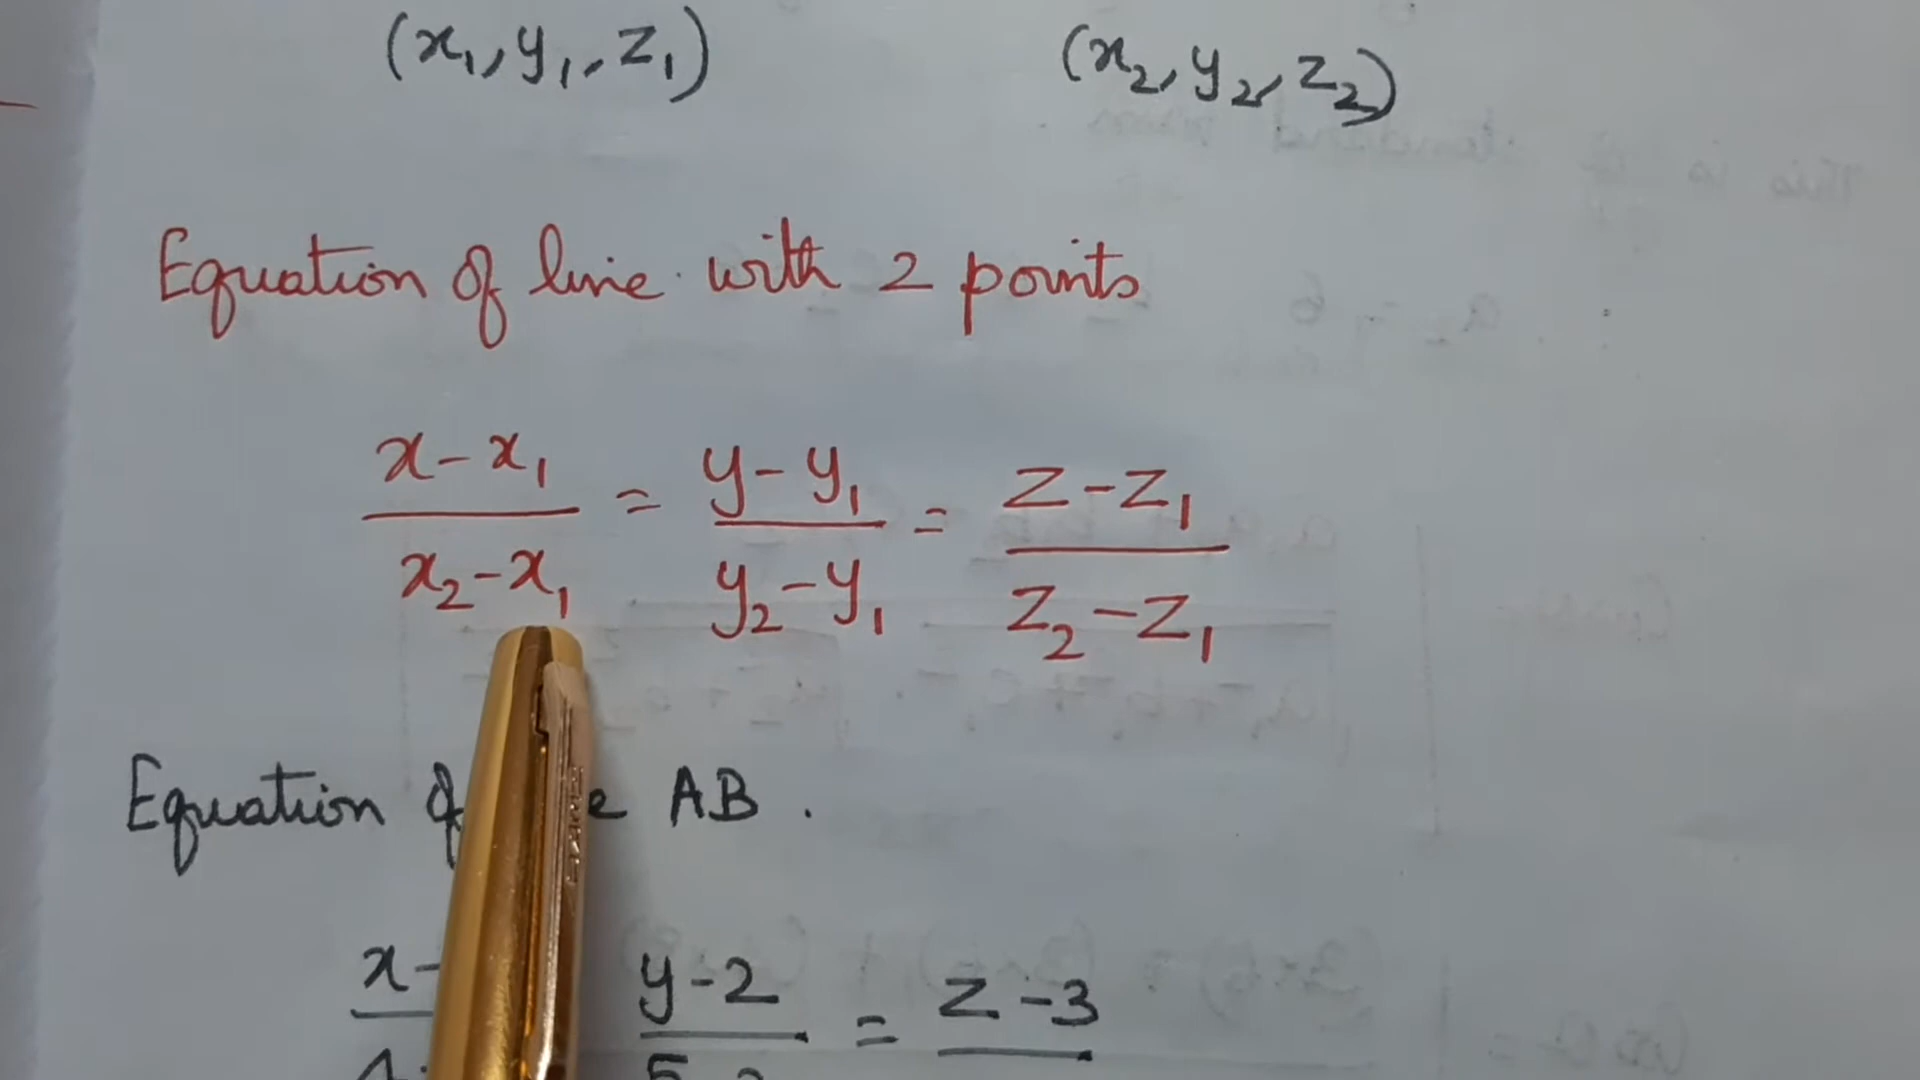 (x₁, y₁, z₁) (x₂, y₂, z₂)
Equation of line with 2 points
x - x₁ / x₂ - x₁ = y - y₁ / y₂ - y₁ = z - z₁ / z₂ - z₁
Equation AB .
x - y - 2 = z - 3